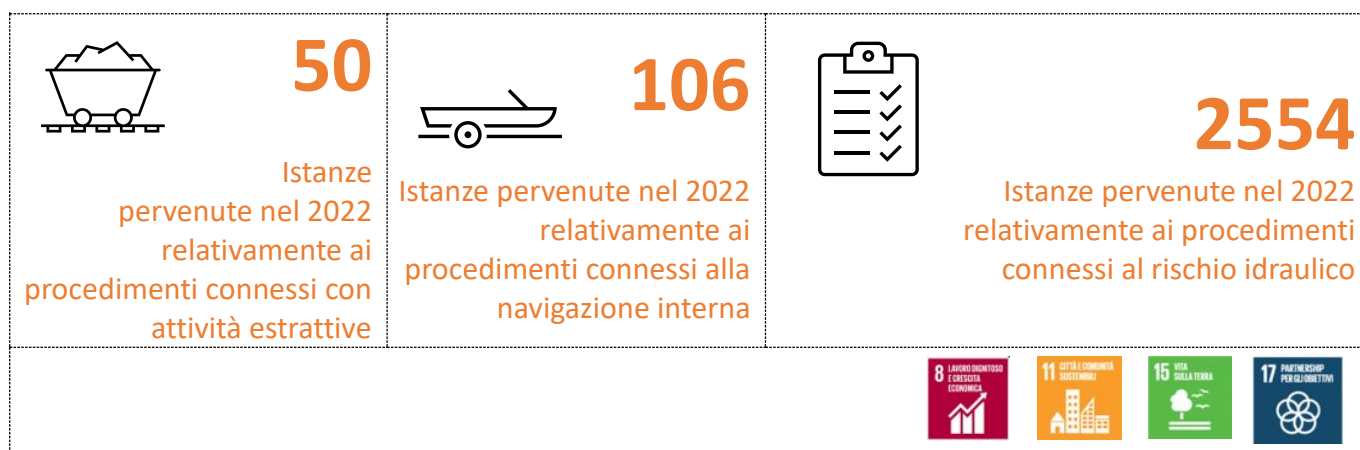 50
Istanze
pervenute nel 2022
relativamente ai
procedimenti connessi con
attività estrattive
106
Istanze pervenute nel 2022
relativamente ai
procedimenti connessi alla
navigazione interna
2554
Istanze pervenute nel 2022
relativamente ai procedimenti
connessi al rischio idraulico
8 LAVORO DIGNITOSO
E CRESCITA
ECONOMICA
11 CITTÀ E COMUNITÀ
SOSTENIBILI
15 VITA
SULLA TERRA
17 PARTNERSHIP
PER GLI OBIETTIVI